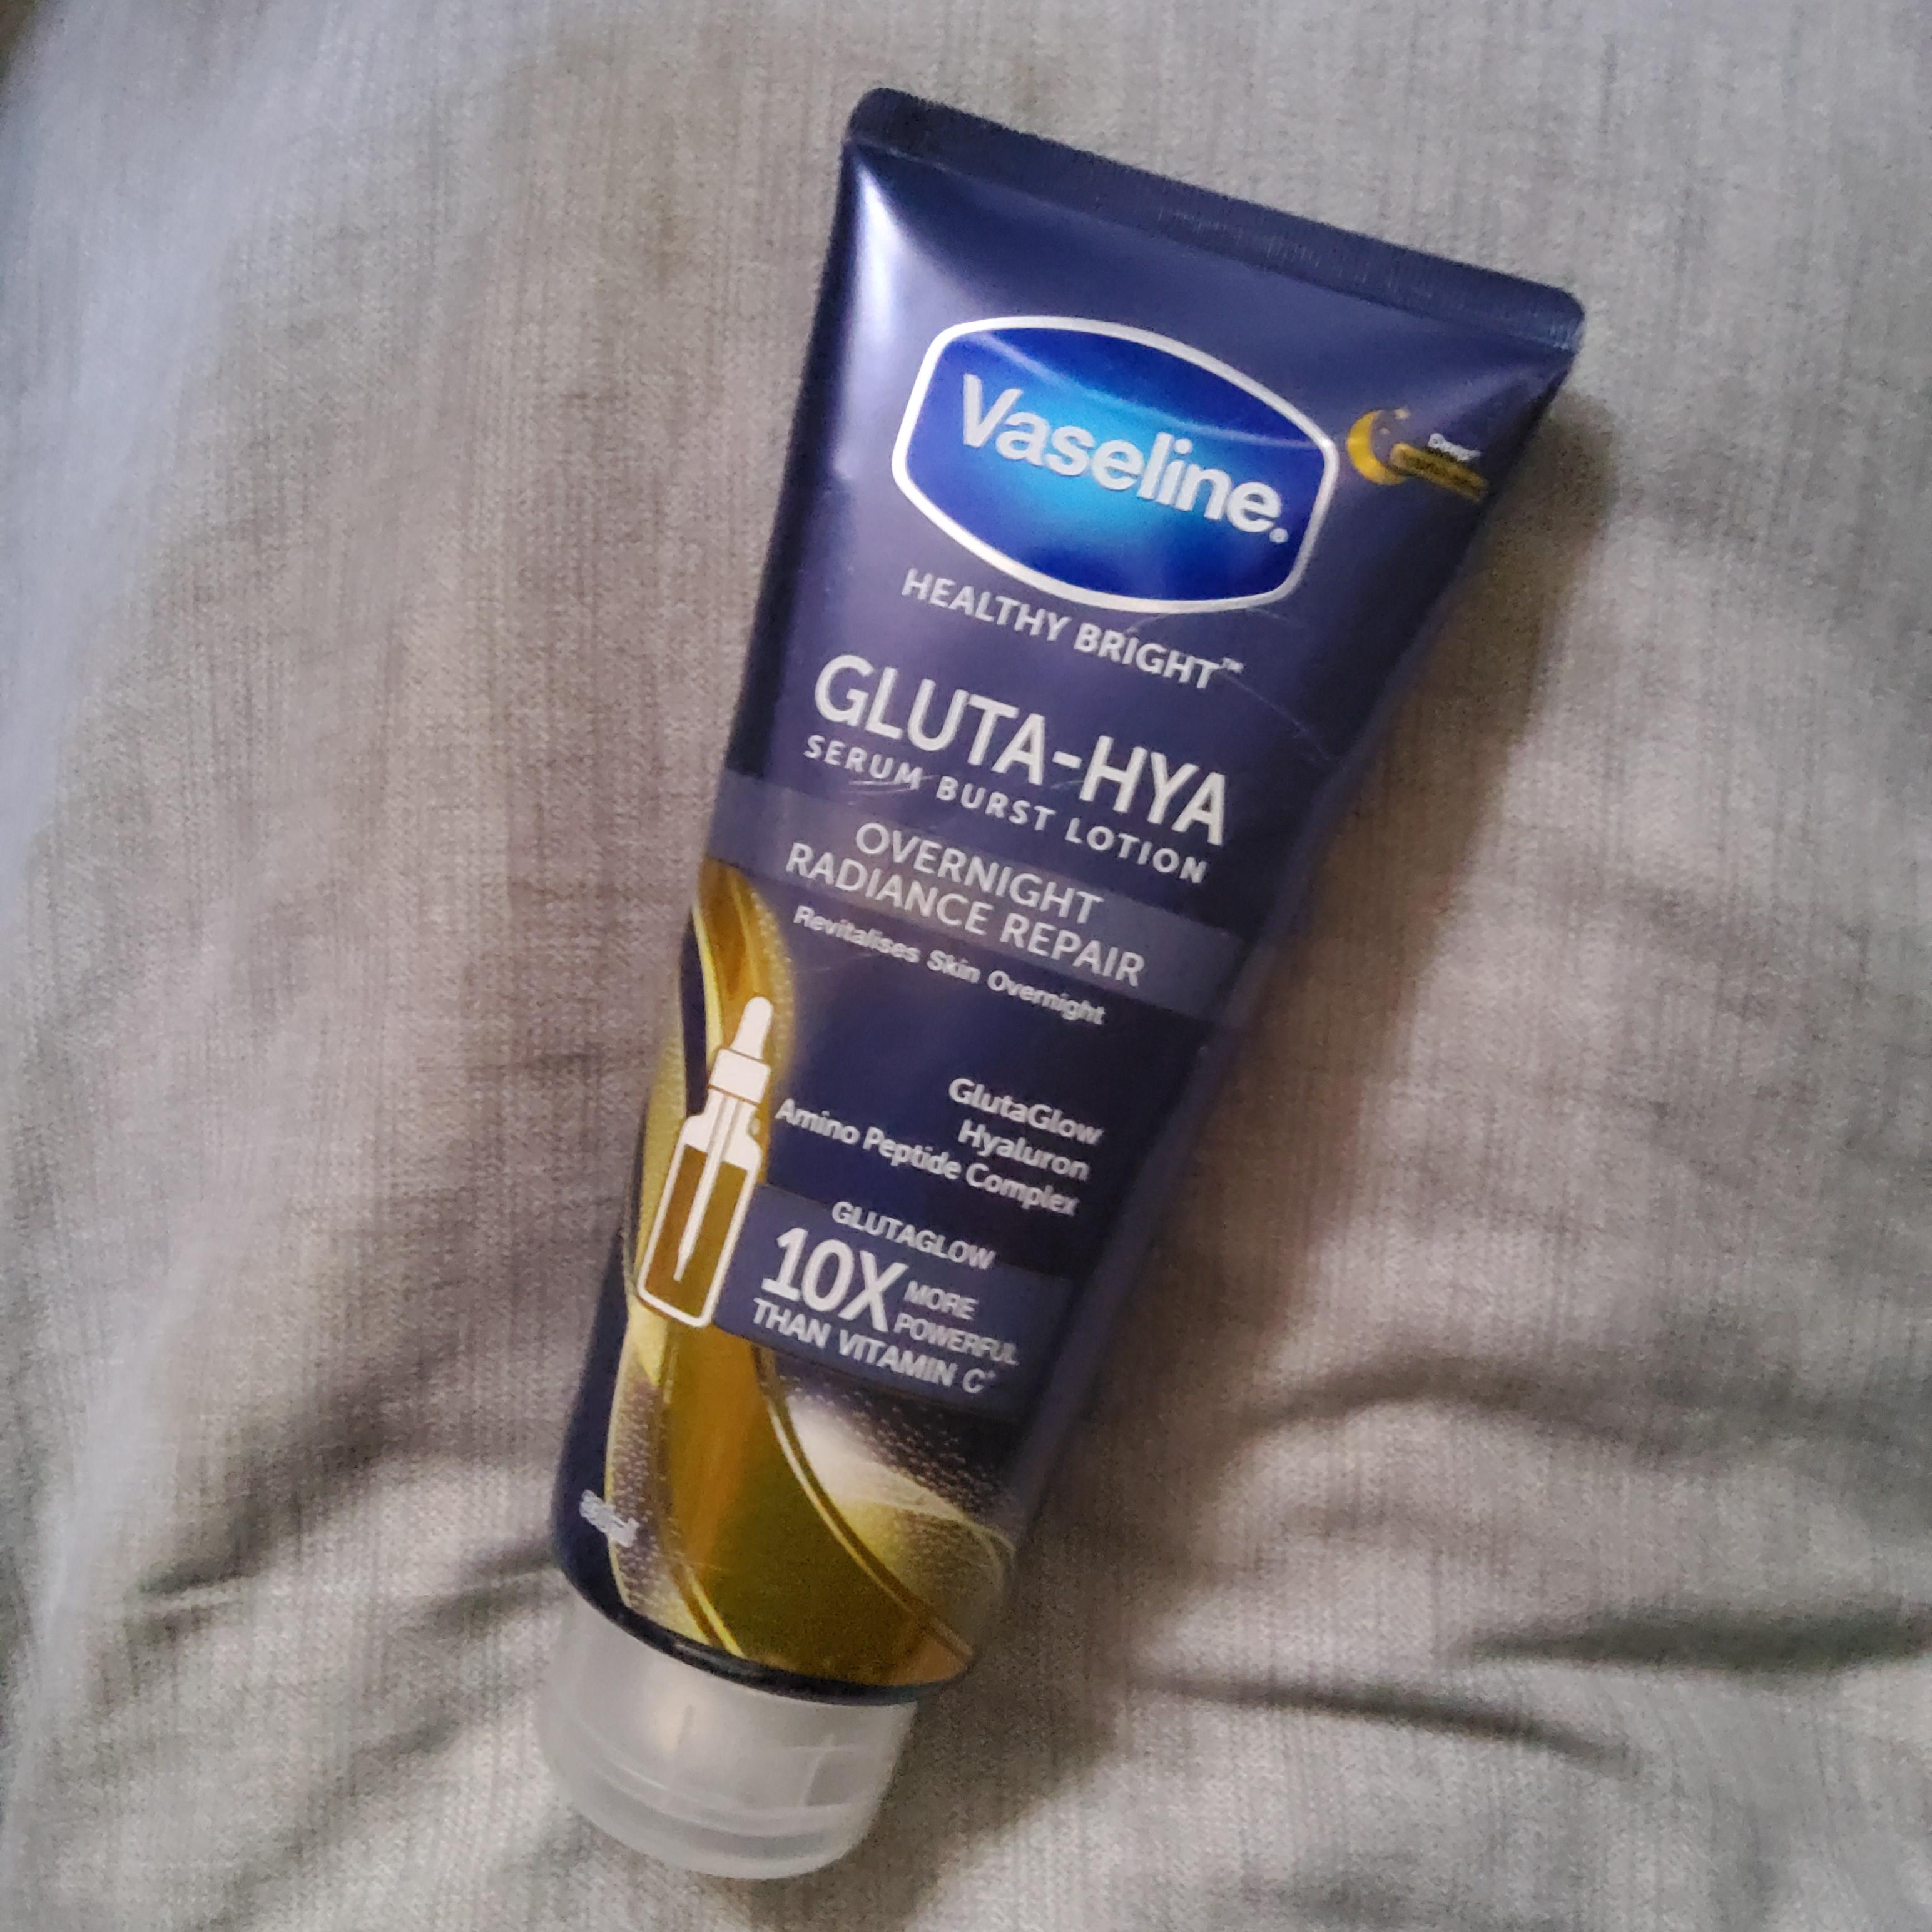 Vaseline.
HEALTHY BRIGHT™
GLUTA-HYA
SERUM BURST LOTION
OVERNIGHT
RADIANCE REPAIR
Revitalises Skin Overnight
GlutaGlow
Hyaluron
Amino Peptide Complex
GLUTAGLOW
10X MORE
POWERFUL
THAN VITAMIN C*